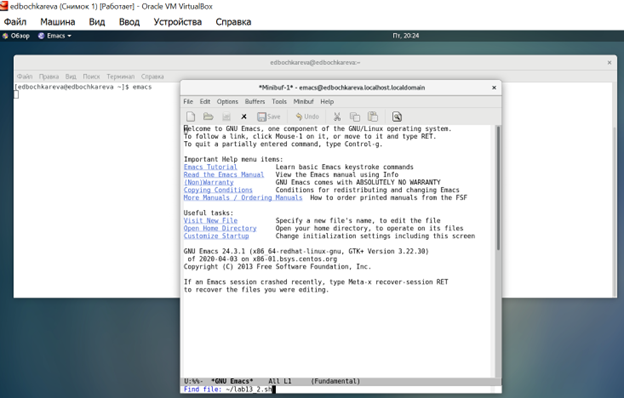 edbochkareva (Снимок 1) [Работает] - Oracle VM VirtualBox
Файл Машина Вид Ввод Устройства Справка
Обзор Emacs Пт, 20:24
edbochkareva@edbochkareva:~
Файл Правка Вид Поиск Терминал Справка
[edbochkareva@edbochkareva ~]$ emacs
*Minibuf-1* - emacs@edbochkareva.localhost.localdomain
File Edit Options Buffers Tools Minibuf Help
Save Undo
Welcome to GNU Emacs, one component of the GNU/Linux operating system.
To follow a link, click Mouse-1 on it, or move to it and type RET.
To quit a partially entered command, type Control-g.
Important Help menu items:
Emacs Tutorial Learn basic Emacs keystroke commands
Read the Emacs Manual View the Emacs manual using Info
(Non)Warranty GNU Emacs comes with ABSOLUTELY NO WARRANTY
Copying Conditions Conditions for redistributing and changing Emacs
More Manuals / Ordering Manuals How to order printed manuals from the FSF
Useful tasks:
Visit New File Specify a new file's name, to edit the file
Open Home Directory Open your home directory, to operate on its files
Customize Startup Change initialization settings including this screen
GNU Emacs 24.3.1 (x86_64-redhat-linux-gnu, GTK+ Version 3.22.30)
of 2020-04-03 on x86-01.bsys.centos.org
Copyright (C) 2013 Free Software Foundation, Inc.
If an Emacs session crashed recently, type Meta-x recover-session RET
to recover the files you were editing.
U:%%- *GNU Emacs* All L1 (Fundamental)
Find file: ~/lab13_2.sh